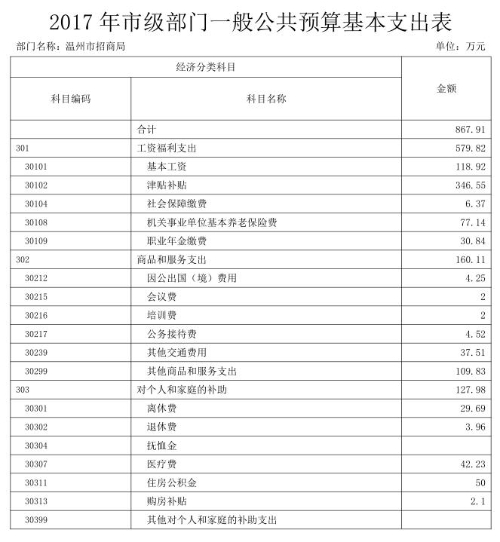 2017 年市级部门一般公共预算基本支出表
部门名称：温州市招商局 单位：万元
经济分类科目 金额
科目编码 科目名称
合计 867.91
301 工资福利支出 579.82
30101 基本工资 118.92
30102 津贴补贴 346.55
30104 社会保障缴费 6.37
30108 机关事业单位基本养老保险费 77.14
30109 职业年金缴费 30.84
302 商品和服务支出 160.11
30212 因公出国（境）费用 4.25
30215 会议费 2
30216 培训费 2
30217 公务接待费 4.52
30239 其他交通费用 37.51
30299 其他商品和服务支出 109.83
303 对个人和家庭的补助 127.98
30301 离休费 29.69
30302 退休费 3.96
30304 抚恤金
30307 医疗费 42.23
30311 住房公积金 50
30313 购房补贴 2.1
30399 其他对个人和家庭的补助支出